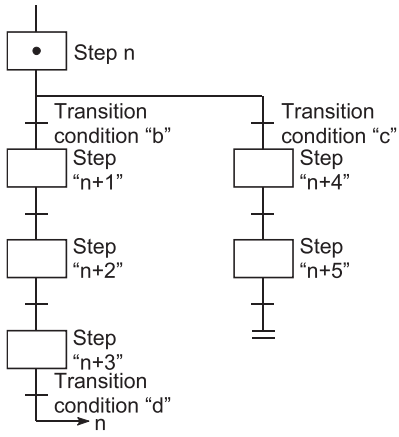 Step n
Transition
condition “b”
Transition
condition “c”
Step
“n+1”
Step
“n+4”
Step
“n+2”
Step
“n+5”
Step
“n+3”
Transition
condition “d”
n